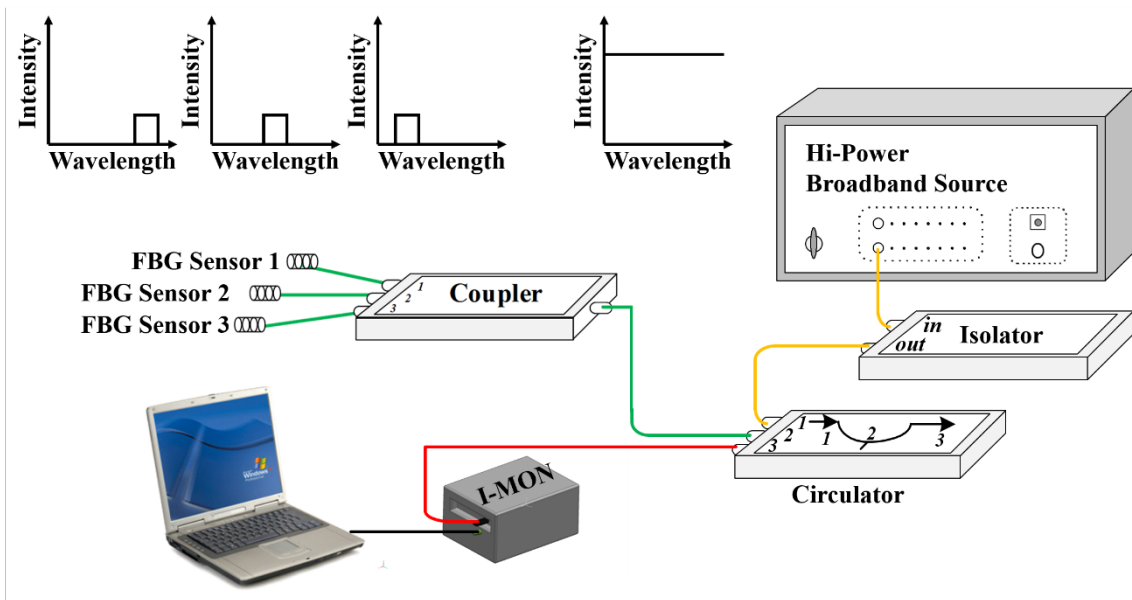 Intensity
Wavelength
Intensity
Wavelength
Intensity
Wavelength
Intensity
Wavelength
Hi-Power
Broadband Source
FBG Sensor 1
FBG Sensor 2
FBG Sensor 3
1
2
3
Coupler
in
out
Isolator
1
2
3
1
2
3
Circulator
I-MON
Windows